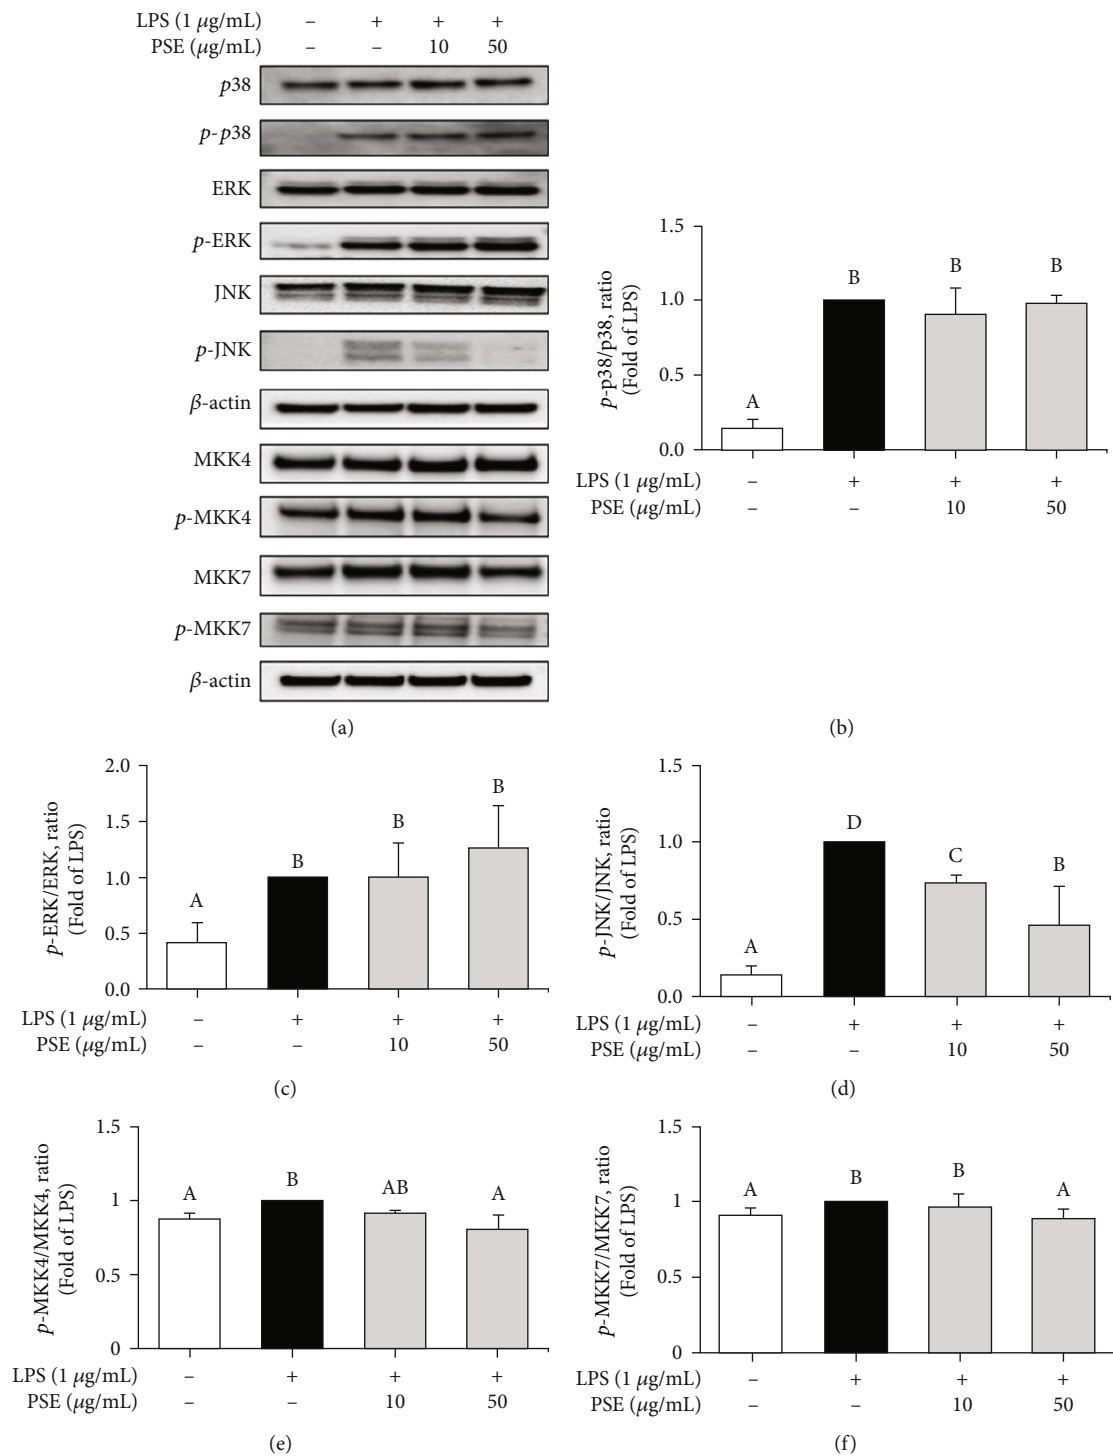 LPS (1 μg/mL) – + + +
PSE (μg/mL) – – 10 50
p38
p-p38
ERK
p-ERK
JNK
p-JNK
β-actin
MKK4
p-MKK4
MKK7
p-MKK7
β-actin
(a)
p-p38/p38, ratio
(Fold of LPS)
1.5
1.0
0.5
0.0
A B B B
LPS (1 μg/mL) – + + +
PSE (μg/mL) – – 10 50
(b)
p-ERK/ERK, ratio
(Fold of LPS)
2.0
1.5
1.0
0.5
0.0
A B B B
LPS (1 μg/mL) – + + +
PSE (μg/mL) – – 10 50
(c)
p-JNK/JNK, ratio
(Fold of LPS)
1.5
1.0
0.5
0.0
A D C B
LPS (1 μg/mL) – + + +
PSE (μg/mL) – – 10 50
(d)
p-MKK4/MKK4, ratio
(Fold of LPS)
1.5
1
0.5
0
A B AB A
LPS (1 μg/mL) – + + +
PSE (μg/mL) – – 10 50
(e)
p-MKK7/MKK7, ratio
(Fold of LPS)
1.5
1
0.5
0
A B B A
LPS (1 μg/mL) – + + +
PSE (μg/mL) – – 10 50
(f)